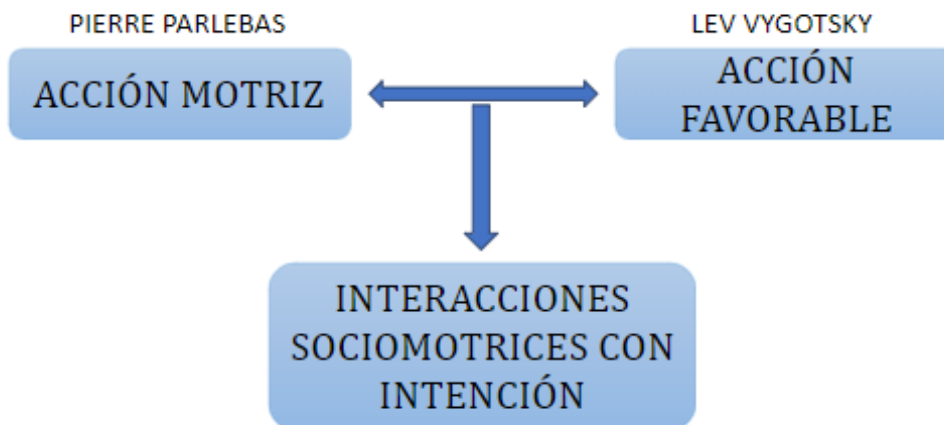 PIERRE PARLEBAS
LEV VYGOTSKY
ACCIÓN MOTRIZ
ACCIÓN
FAVORABLE
INTERACCIONES
SOCIOMOTRICES CON
INTENCIÓN